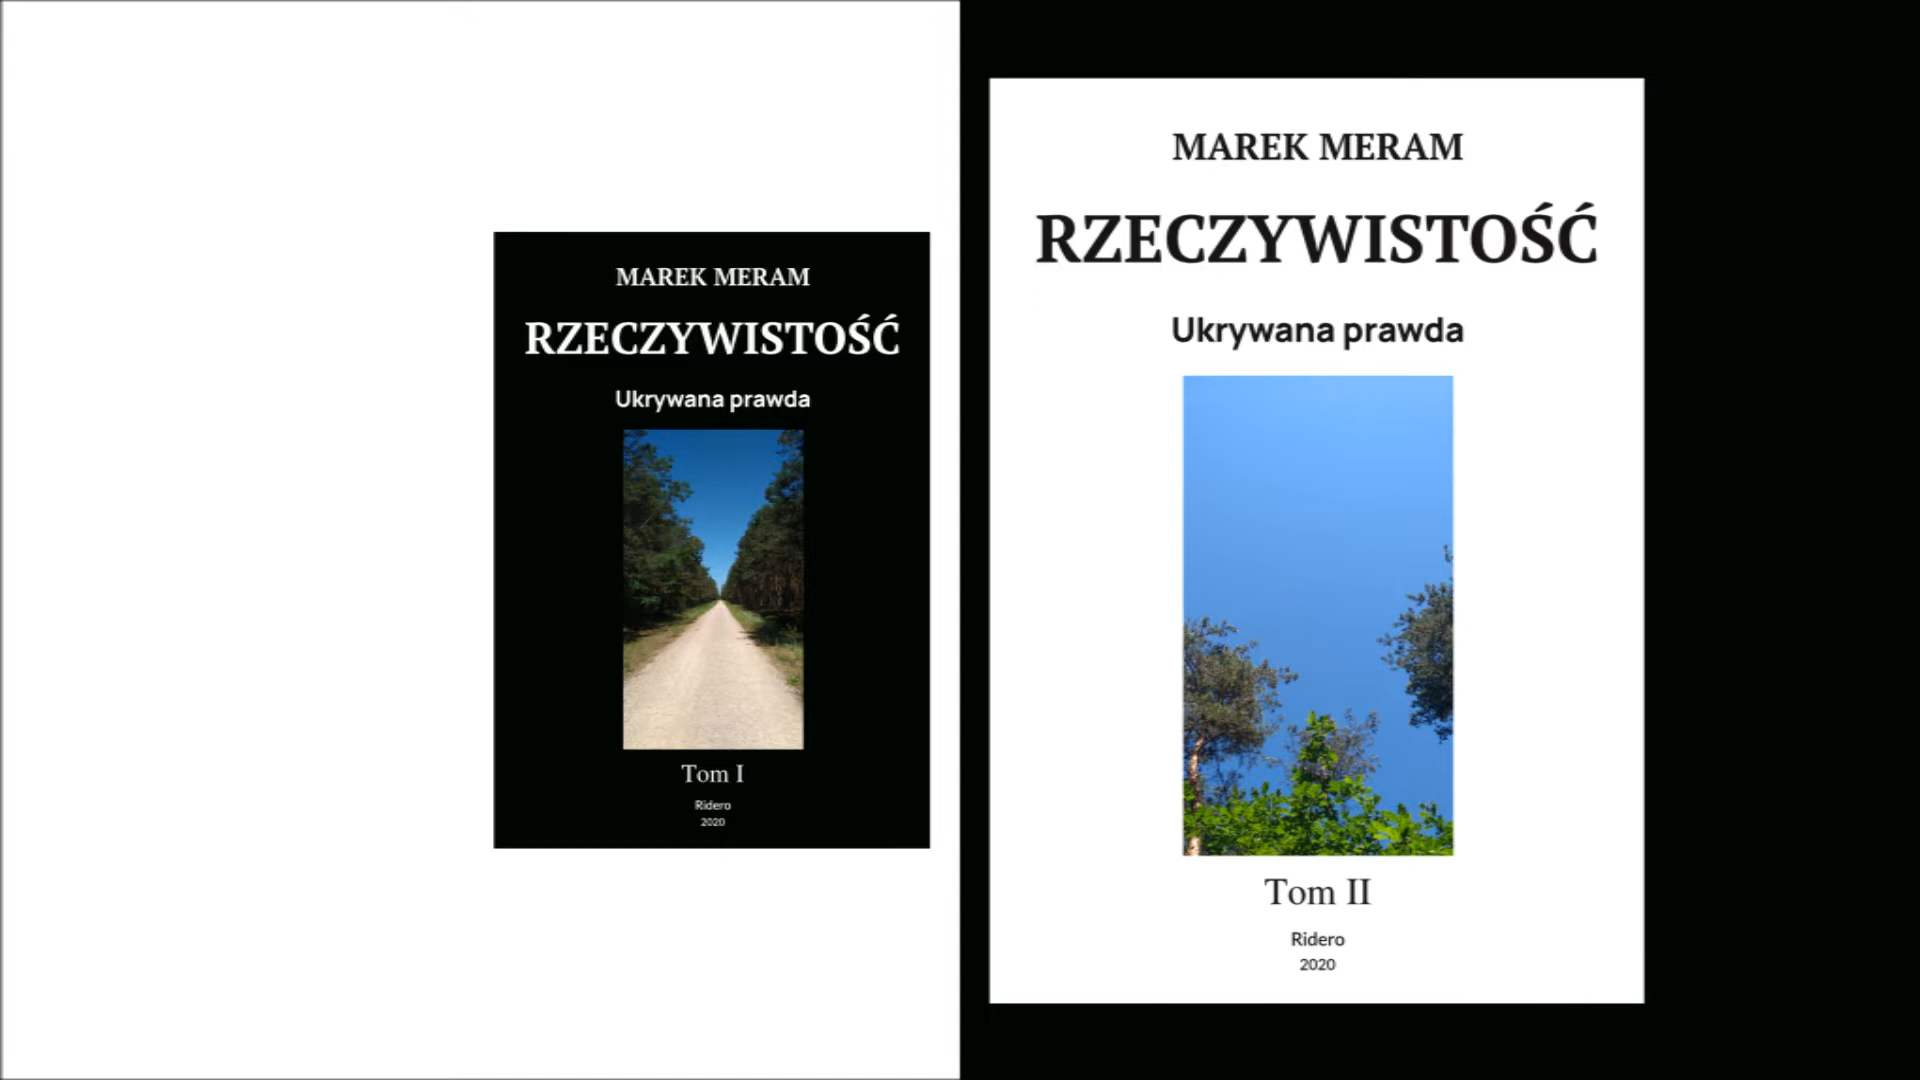 MAREK MERAM
RZECZYWISTOŚĆ
Ukrywana prawda
Tom I
Ridero
2020
MAREK MERAM
RZECZYWISTOŚĆ
Ukrywana prawda
Tom II
Ridero
2020